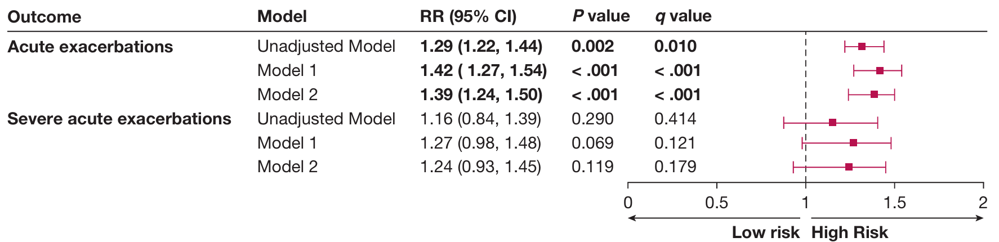 Outcome Model RR (95% CI) P value q value
Acute exacerbations Unadjusted Model 1.29 (1.22, 1.44) 0.002 0.010
Model 1 1.42 ( 1.27, 1.54) < .001 < .001
Model 2 1.39 (1.24, 1.50) < .001 < .001
Severe acute exacerbations Unadjusted Model 1.16 (0.84, 1.39) 0.290 0.414
Model 1 1.27 (0.98, 1.48) 0.069 0.121
Model 2 1.24 (0.93, 1.45) 0.119 0.179
0 0.5 1 1.5 2
Low risk High Risk